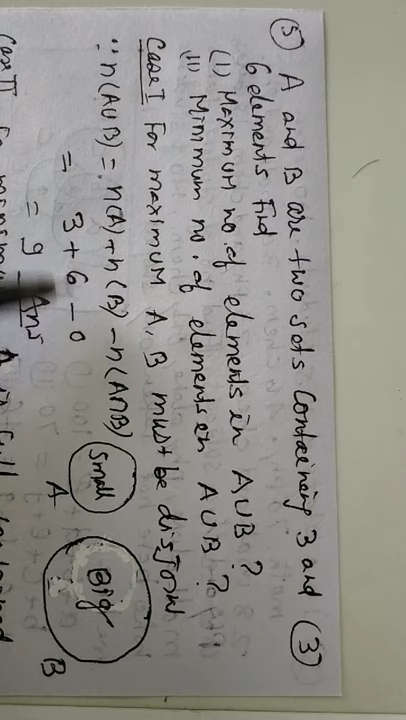 (3)
(5) A and B are two sets Containing 3 and
6 elements Find
(i) Maximum no. of elements in A∪B ?
(ii) Minimum no. of elements in A∪B ?
Case I For maximum A, B must be disjoint
∵ n(A∪B) = n(A) + n(B) - n(A∩B)
= 3 + 6 - 0
= 9 Ans
Small
A
Big
B
Case II